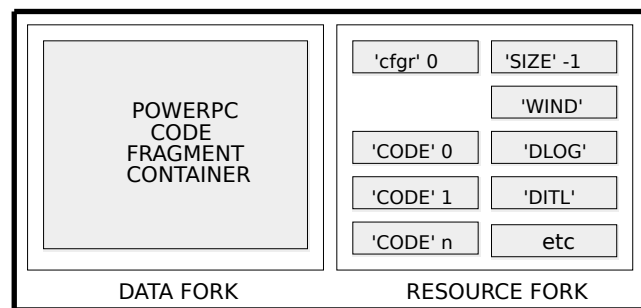 POWERPC
CODE
FRAGMENT
CONTAINER
DATA FORK
'cfgr' 0
'SIZE' -1
'WIND'
'CODE' 0
'DLOG'
'CODE' 1
'DITL'
'CODE' n
etc
RESOURCE FORK